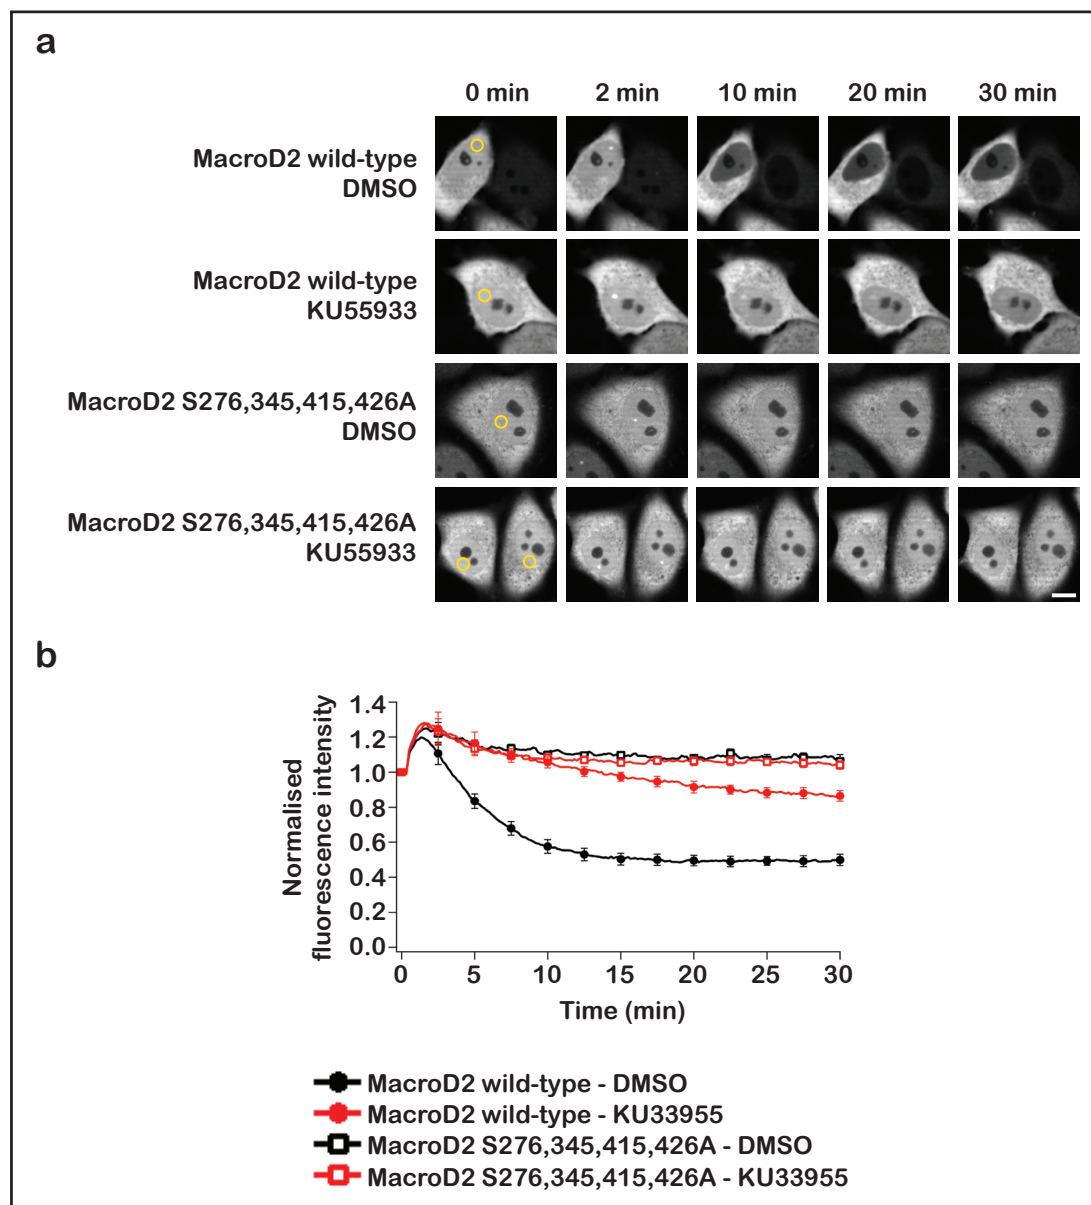 a
0 min 2 min 10 min 20 min 30 min
MacroD2 wild-type
DMSO
MacroD2 wild-type
KU55933
MacroD2 S276,345,415,426A
DMSO
MacroD2 S276,345,415,426A
KU55933
b
Normalised
fluorescence intensity
1.4
1.2
1.0
0.8
0.6
0.4
0.2
0.0
0 5 10 15 20 25 30
Time (min)
MacroD2 wild-type - DMSO
MacroD2 wild-type - KU33955
MacroD2 S276,345,415,426A - DMSO
MacroD2 S276,345,415,426A - KU33955